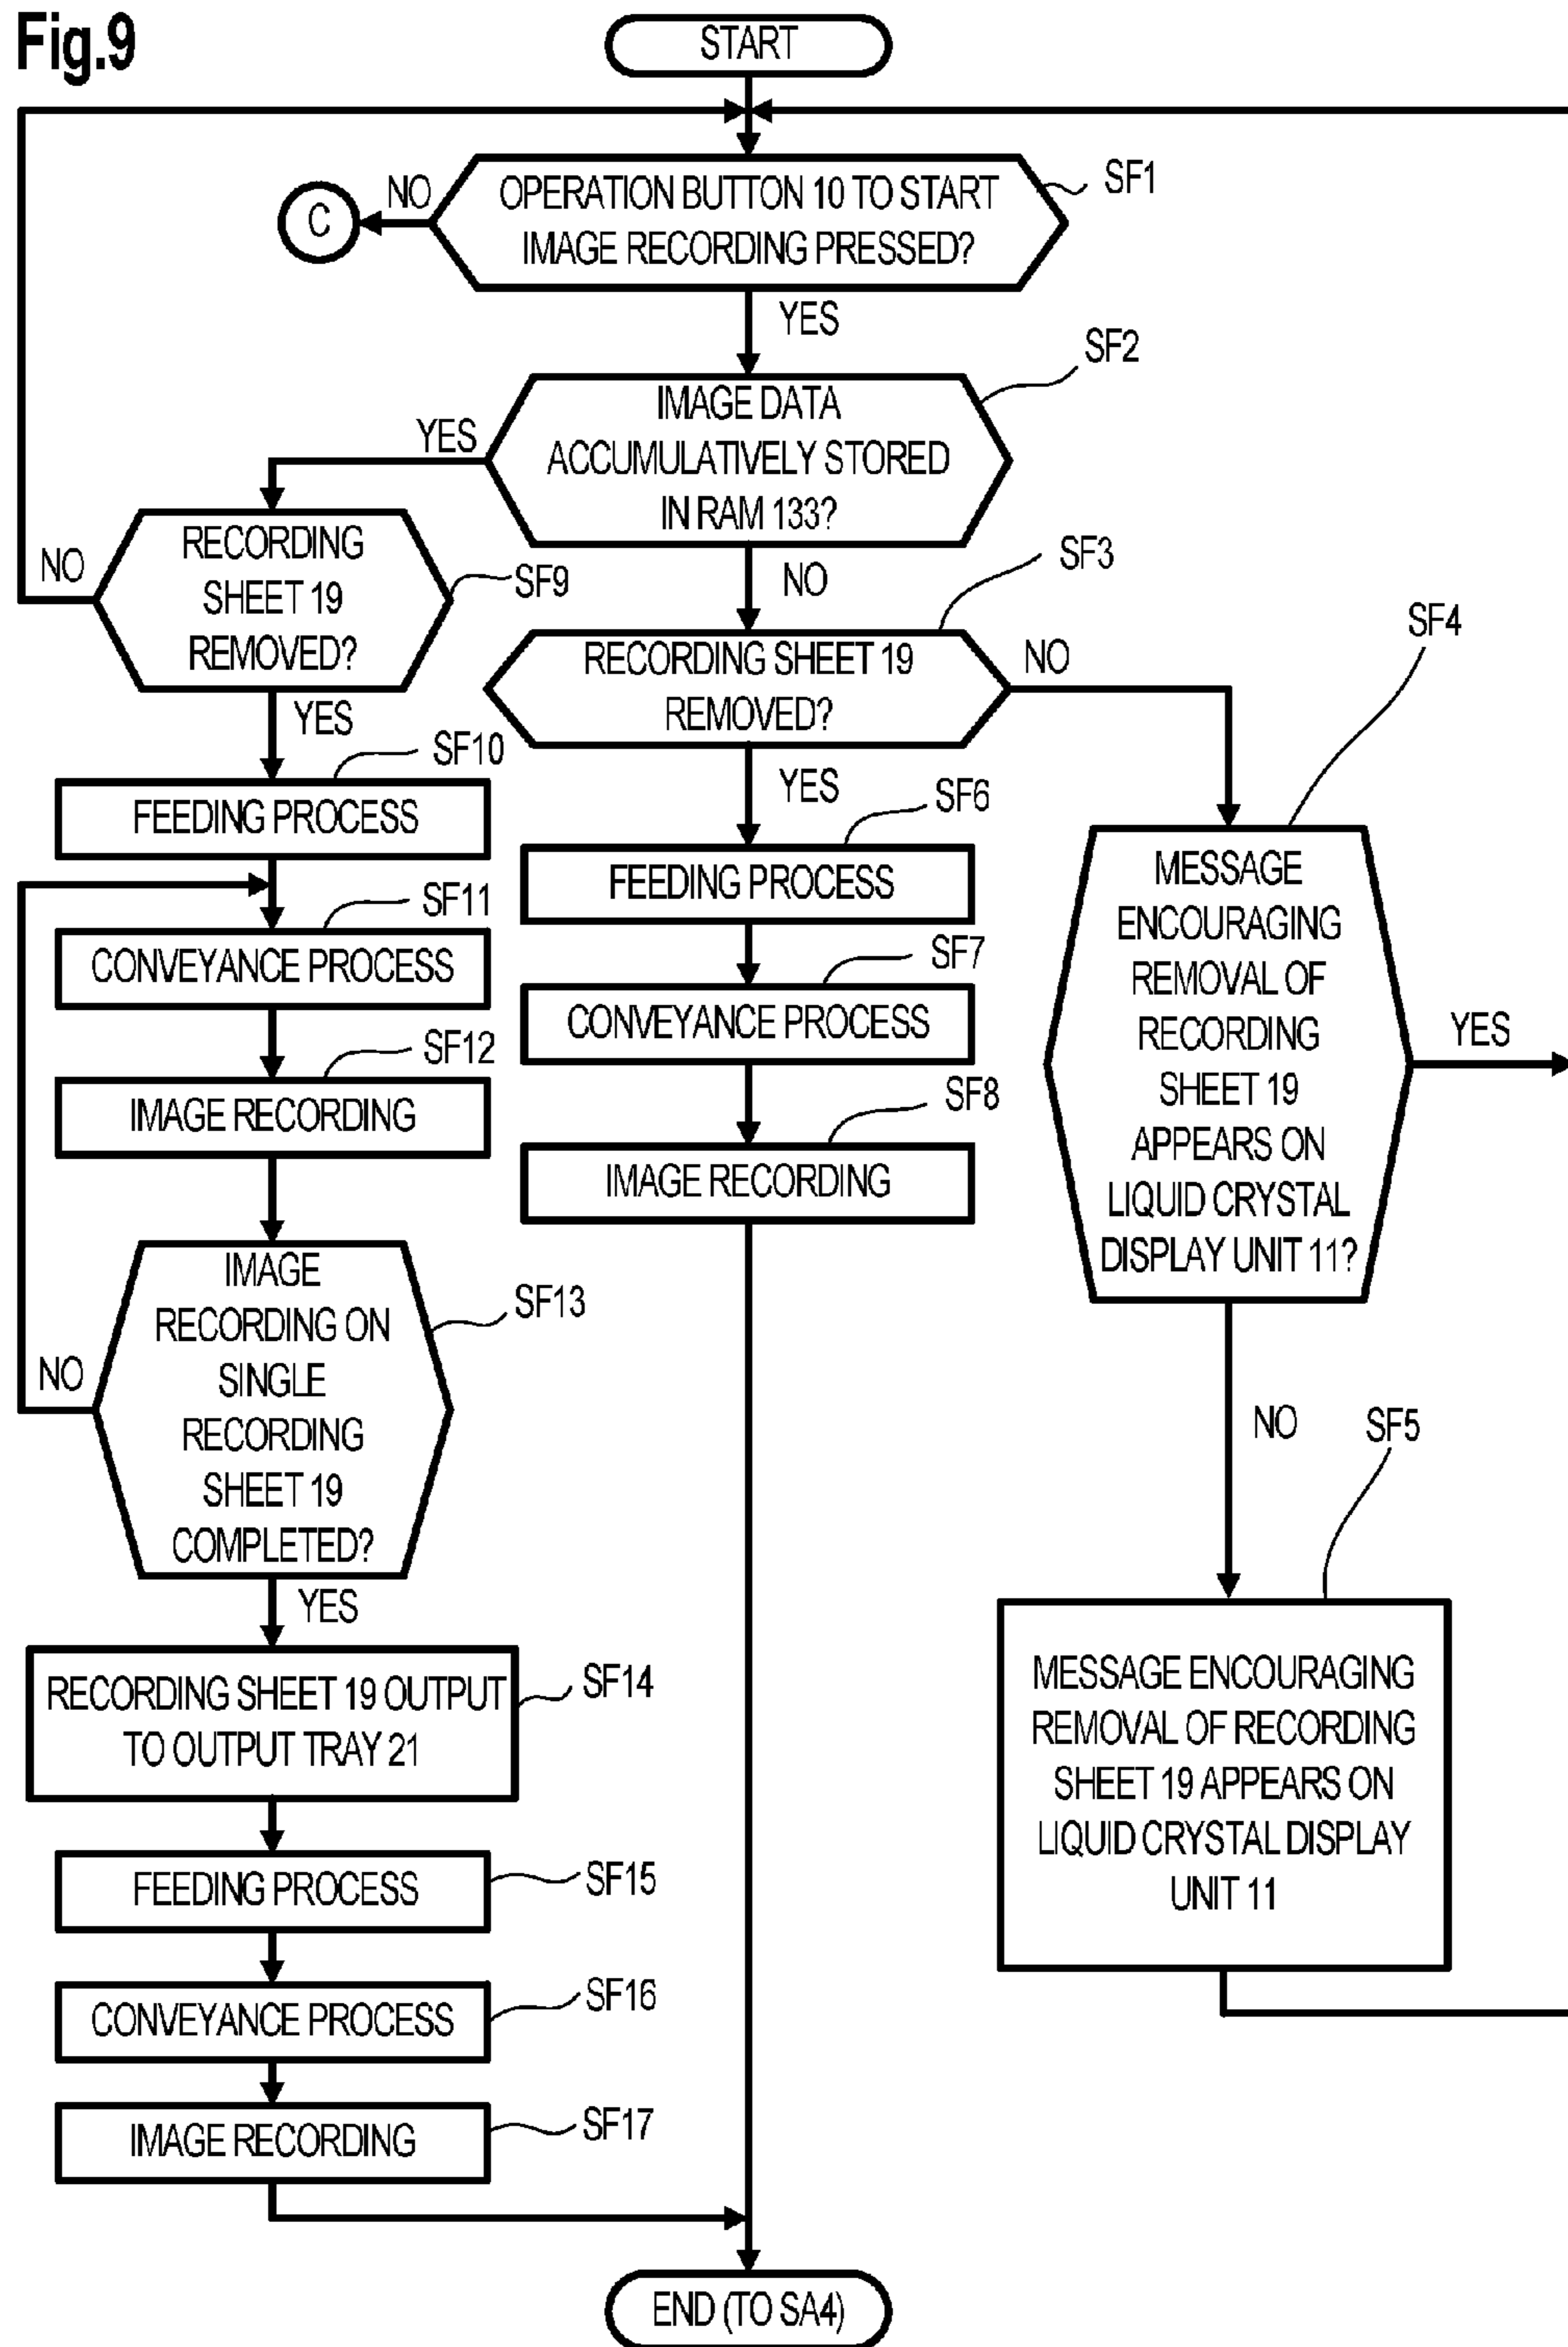 Fig.9
START
OPERATION BUTTON 10 TO START
IMAGE RECORDING PRESSED?
SF1
NO
C
YES
IMAGE DATA
ACCUMULATIVELY STORED
IN RAM 133?
SF2
YES
NO
RECORDING
SHEET 19
REMOVED?
SF9
NO
YES
RECORDING SHEET 19
REMOVED?
SF3
NO
YES
SF4
MESSAGE
ENCOURAGING
REMOVAL OF
RECORDING
SHEET 19
APPEARS ON
LIQUID CRYSTAL
DISPLAY UNIT 11?
YES
NO
SF5
MESSAGE ENCOURAGING
REMOVAL OF RECORDING
SHEET 19 APPEARS ON
LIQUID CRYSTAL DISPLAY
UNIT 11
SF6
FEEDING PROCESS
SF7
CONVEYANCE PROCESS
SF8
IMAGE RECORDING
SF10
FEEDING PROCESS
SF11
CONVEYANCE PROCESS
SF12
IMAGE RECORDING
IMAGE
RECORDING ON
SINGLE
RECORDING
SHEET 19
COMPLETED?
SF13
NO
YES
RECORDING SHEET 19 OUTPUT
TO OUTPUT TRAY 21
SF14
FEEDING PROCESS
SF15
CONVEYANCE PROCESS
SF16
IMAGE RECORDING
SF17
END (TO SA4)